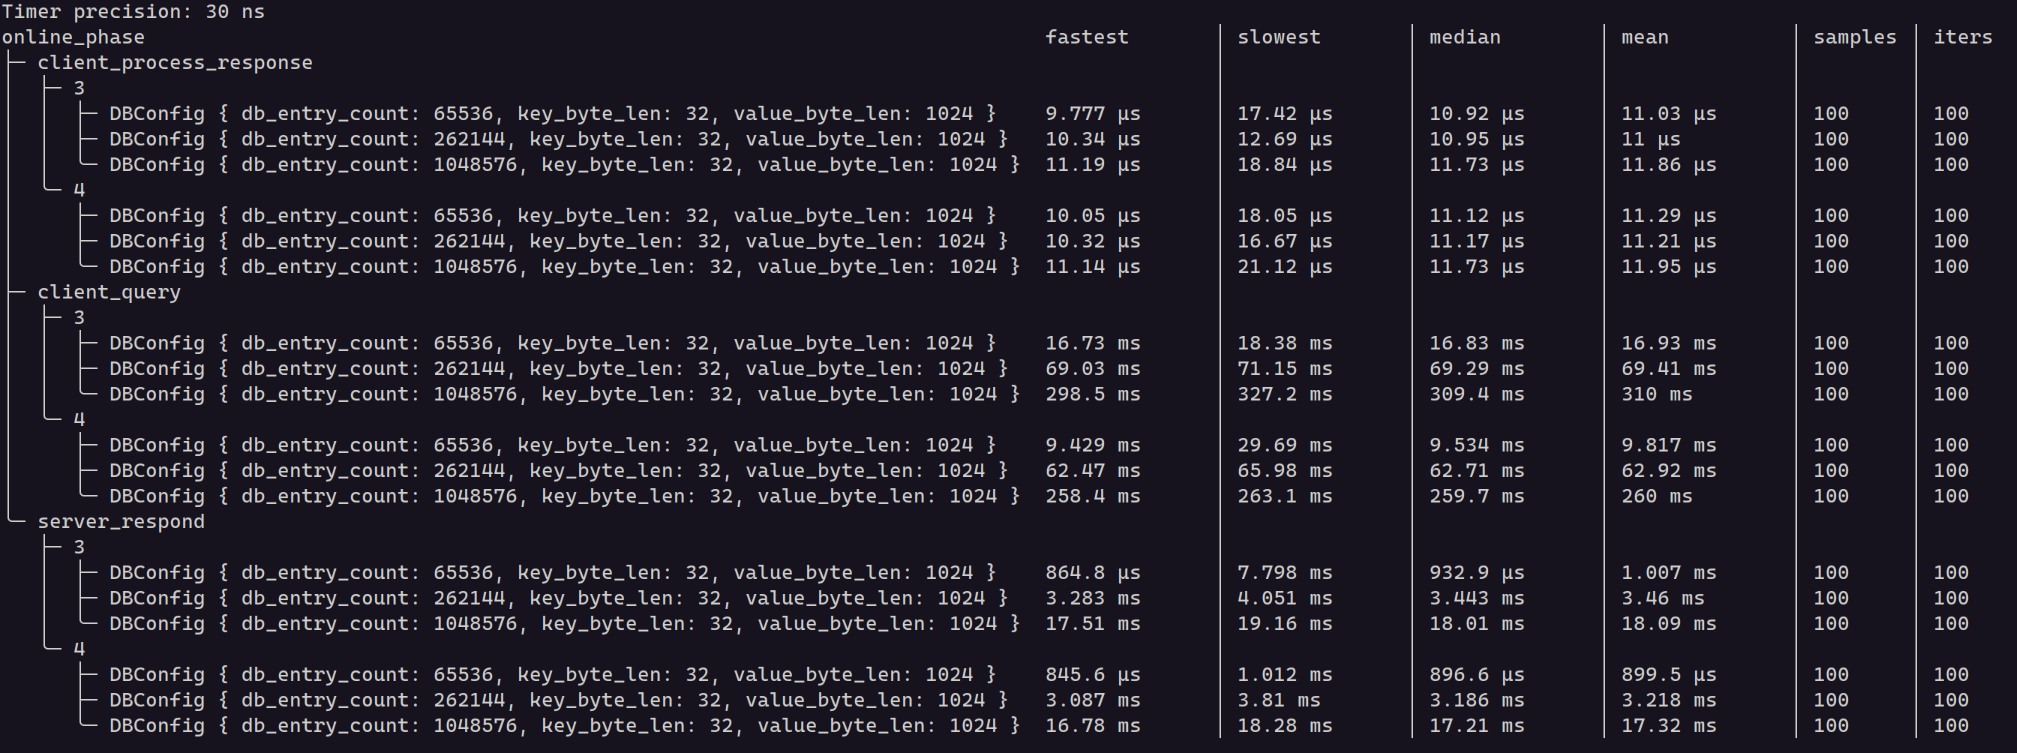 Timer precision: 30 ns
online_phase                                                                           fastest       │ slowest       │ median        │ mean          │ samples │ iters
├─ client_process_response                                                                           │               │               │               │         │
│  ├─ 3                                                                                              │               │               │               │         │
│  │  ├─ DBConfig { db_entry_count: 65536, key_byte_len: 32, value_byte_len: 1024 }    9.777 µs      │ 17.42 µs      │ 10.92 µs      │ 11.03 µs      │ 100     │ 100
│  │  ├─ DBConfig { db_entry_count: 262144, key_byte_len: 32, value_byte_len: 1024 }   10.34 µs      │ 12.69 µs      │ 10.95 µs      │ 11 µs         │ 100     │ 100
│  │  ╰─ DBConfig { db_entry_count: 1048576, key_byte_len: 32, value_byte_len: 1024 }  11.19 µs      │ 18.84 µs      │ 11.73 µs      │ 11.86 µs      │ 100     │ 100
│  ╰─ 4                                                                                              │               │               │               │         │
│     ├─ DBConfig { db_entry_count: 65536, key_byte_len: 32, value_byte_len: 1024 }    10.05 µs      │ 18.05 µs      │ 11.12 µs      │ 11.29 µs      │ 100     │ 100
│     ├─ DBConfig { db_entry_count: 262144, key_byte_len: 32, value_byte_len: 1024 }   10.32 µs      │ 16.67 µs      │ 11.17 µs      │ 11.21 µs      │ 100     │ 100
│     ╰─ DBConfig { db_entry_count: 1048576, key_byte_len: 32, value_byte_len: 1024 }  11.14 µs      │ 21.12 µs      │ 11.73 µs      │ 11.95 µs      │ 100     │ 100
├─ client_query                                                                                      │               │               │               │         │
│  ├─ 3                                                                                              │               │               │               │         │
│  │  ├─ DBConfig { db_entry_count: 65536, key_byte_len: 32, value_byte_len: 1024 }    16.73 ms      │ 18.38 ms      │ 16.83 ms      │ 16.93 ms      │ 100     │ 100
│  │  ├─ DBConfig { db_entry_count: 262144, key_byte_len: 32, value_byte_len: 1024 }   69.03 ms      │ 71.15 ms      │ 69.29 ms      │ 69.41 ms      │ 100     │ 100
│  │  ╰─ DBConfig { db_entry_count: 1048576, key_byte_len: 32, value_byte_len: 1024 }  298.5 ms      │ 327.2 ms      │ 309.4 ms      │ 310 ms        │ 100     │ 100
│  ╰─ 4                                                                                              │               │               │               │         │
│     ├─ DBConfig { db_entry_count: 65536, key_byte_len: 32, value_byte_len: 1024 }    9.429 ms      │ 29.69 ms      │ 9.534 ms      │ 9.817 ms      │ 100     │ 100
│     ├─ DBConfig { db_entry_count: 262144, key_byte_len: 32, value_byte_len: 1024 }   62.47 ms      │ 65.98 ms      │ 62.71 ms      │ 62.92 ms      │ 100     │ 100
│     ╰─ DBConfig { db_entry_count: 1048576, key_byte_len: 32, value_byte_len: 1024 }  258.4 ms      │ 263.1 ms      │ 259.7 ms      │ 260 ms        │ 100     │ 100
╰─ server_respond                                                                                    │               │               │               │         │
   ├─ 3                                                                                              │               │               │               │         │
   │  ├─ DBConfig { db_entry_count: 65536, key_byte_len: 32, value_byte_len: 1024 }    864.8 µs      │ 7.798 ms      │ 932.9 µs      │ 1.007 ms      │ 100     │ 100
   │  ├─ DBConfig { db_entry_count: 262144, key_byte_len: 32, value_byte_len: 1024 }   3.283 ms      │ 4.051 ms      │ 3.443 ms      │ 3.46 ms       │ 100     │ 100
   │  ╰─ DBConfig { db_entry_count: 1048576, key_byte_len: 32, value_byte_len: 1024 }  17.51 ms      │ 19.16 ms      │ 18.01 ms      │ 18.09 ms      │ 100     │ 100
   ╰─ 4                                                                                              │               │               │               │         │
      ├─ DBConfig { db_entry_count: 65536, key_byte_len: 32, value_byte_len: 1024 }    845.6 µs      │ 1.012 ms      │ 896.6 µs      │ 899.5 µs      │ 100     │ 100
      ├─ DBConfig { db_entry_count: 262144, key_byte_len: 32, value_byte_len: 1024 }   3.087 ms      │ 3.81 ms       │ 3.186 ms      │ 3.218 ms      │ 100     │ 100
      ╰─ DBConfig { db_entry_count: 1048576, key_byte_len: 32, value_byte_len: 1024 }  16.78 ms      │ 18.28 ms      │ 17.21 ms      │ 17.32 ms      │ 100     │ 100